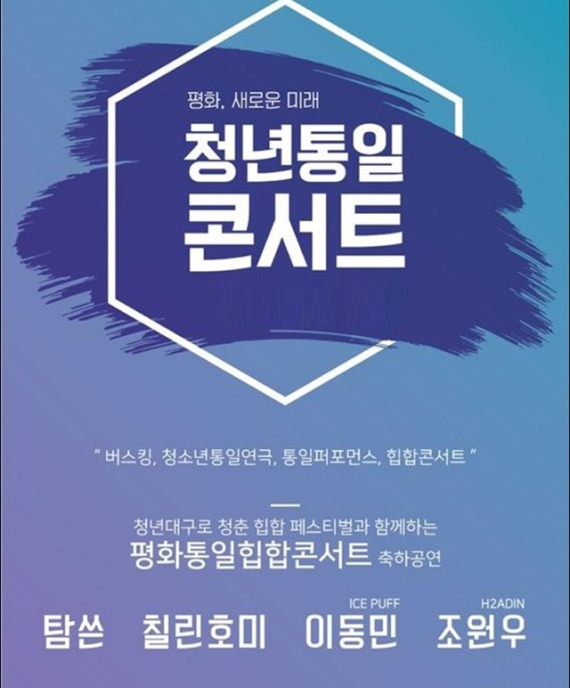 평화, 새로운 미래
청년통일
콘서트
“ 버스킹, 청소년통일연극, 통일퍼포먼스, 힙합콘서트 ”
청년대구로 청춘 힙합 페스티벌과 함께하는
평화통일힙합콘서트 축하공연
ICE PUFF H2ADIN
탐쓴 칠린호미 이동민 조원우